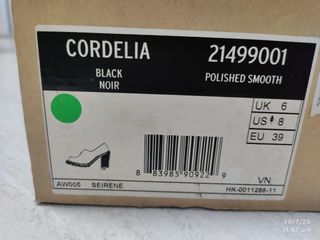 CORDELIA 21499001
BLACK POLISHED SMOOTH
NOIR
UK 6
US 8
EU 39
8 83985 90922 9
VN
AW005 SEIRENE HK-0011286-11
30/7/25
11:57 pm